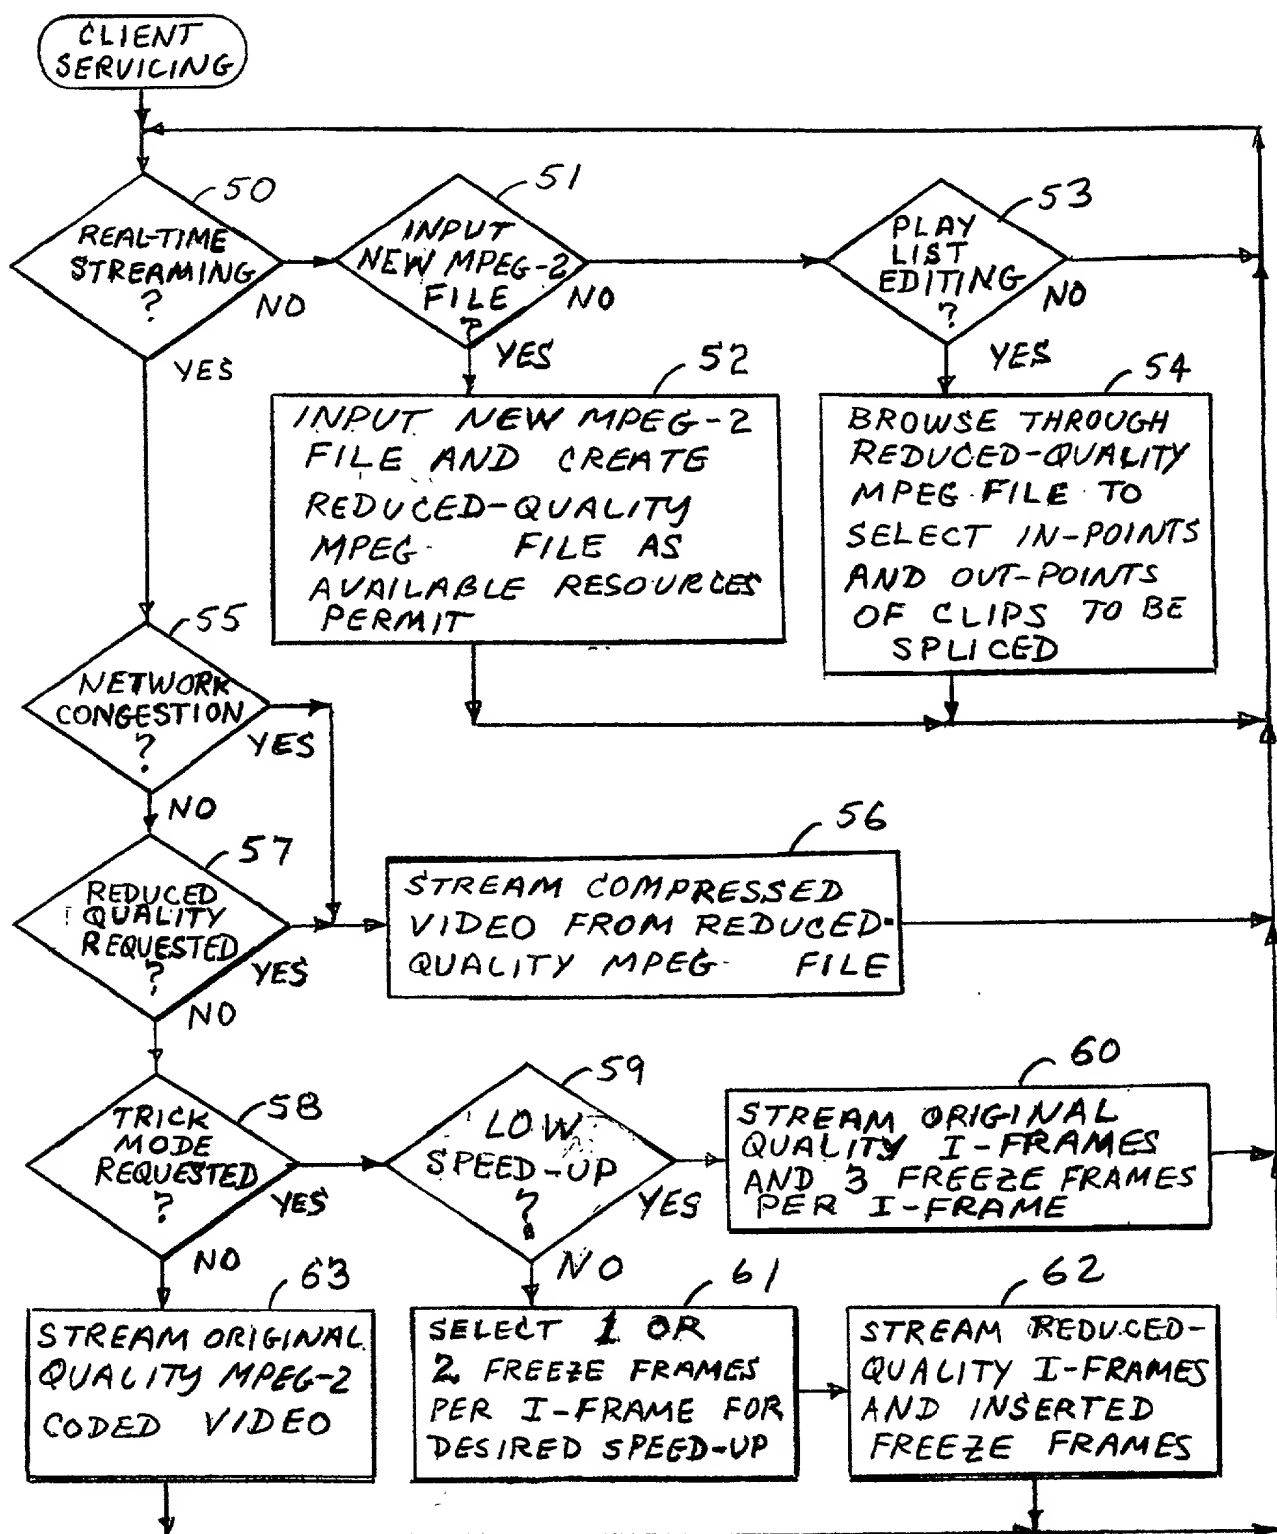 CLIENT
SERVICING
50
REAL-TIME
STREAMING
?
NO
YES
51
INPUT
NEW MPEG-2
FILE
?
NO
YES
53
PLAY
LIST
EDITING
?
NO
YES
52
INPUT NEW MPEG-2
FILE AND CREATE
REDUCED-QUALITY
MPEG FILE AS
AVAILABLE RESOURCES
PERMIT
54
BROWSE THROUGH
REDUCED-QUALITY
MPEG FILE TO
SELECT IN-POINTS
AND OUT-POINTS
OF CLIPS TO BE
SPLICED
55
NETWORK
CONGESTION
?
YES
NO
57
REDUCED
QUALITY
REQUESTED
?
YES
NO
56
STREAM COMPRESSED
VIDEO FROM REDUCED-
QUALITY MPEG FILE
58
TRICK
MODE
REQUESTED
?
YES
NO
59
LOW
SPEED-UP
?
YES
NO
60
STREAM ORIGINAL
QUALITY I-FRAMES
AND 3 FREEZE FRAMES
PER I-FRAME
63
STREAM ORIGINAL
QUALITY MPEG-2
CODED VIDEO
61
SELECT 1 OR
2 FREEZE FRAMES
PER I-FRAME FOR
DESIRED SPEED-UP
62
STREAM REDUCED-
QUALITY I-FRAMES
AND INSERTED
FREEZE FRAMES